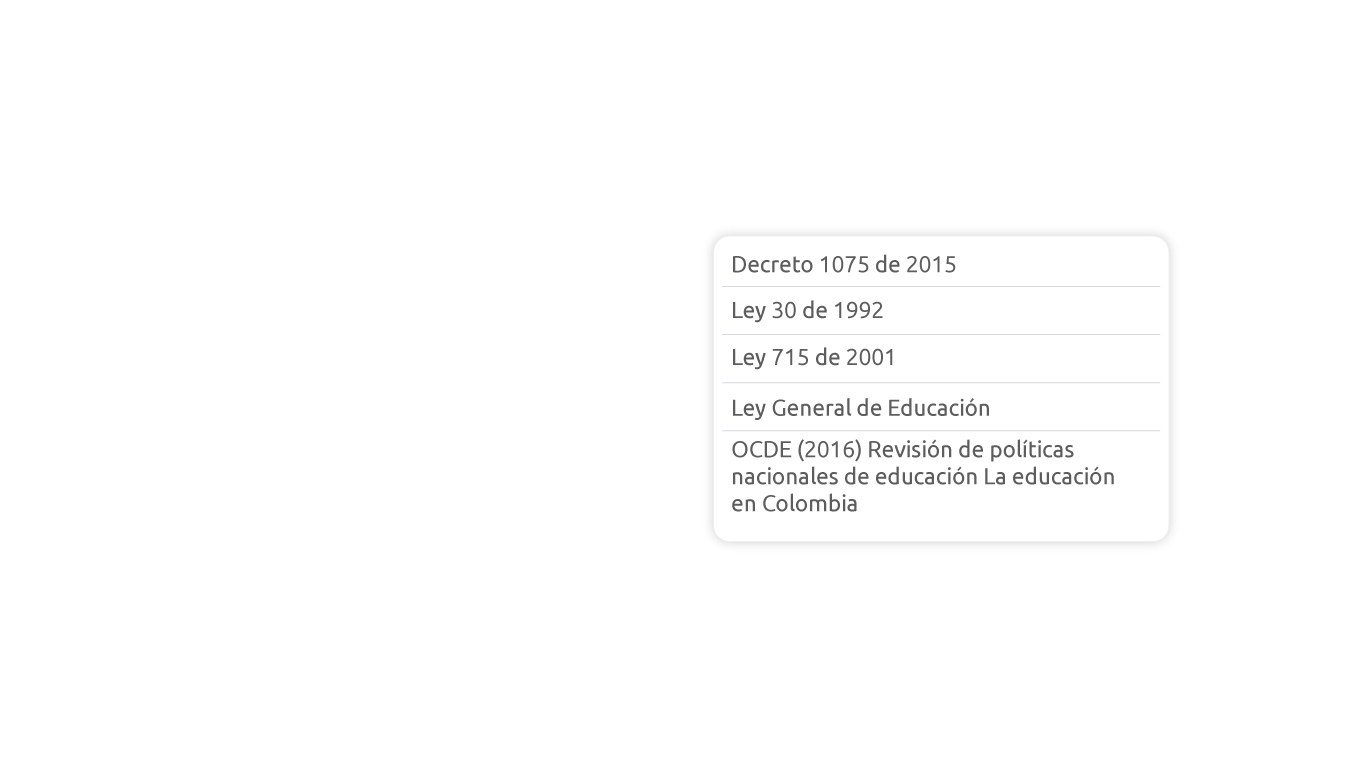 Decreto 1075 de 2015
Ley 30 de 1992
Ley 715 de 2001
Ley General de Educación
OCDE (2016) Revisión de políticas
nacionales de educación La educación
en Colombia